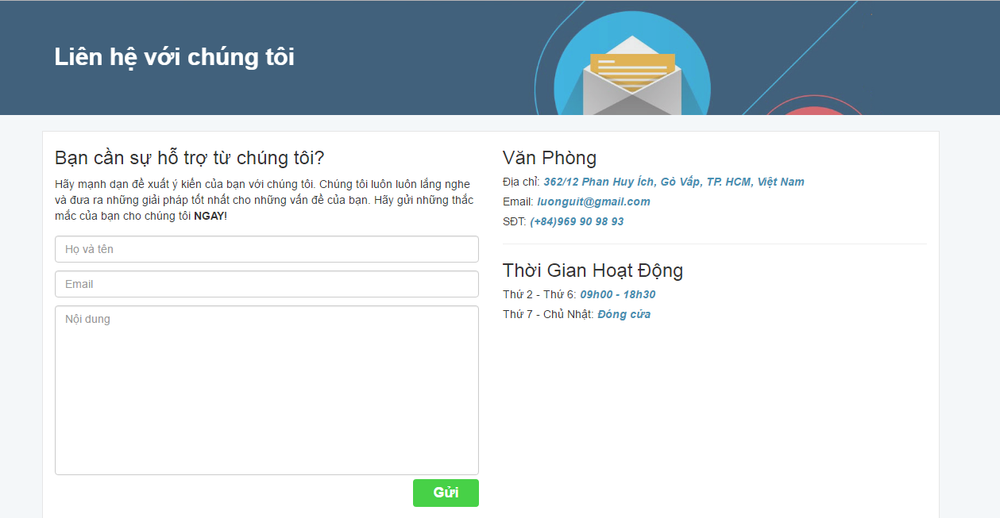 Liên hệ với chúng tôi
Bạn cần sự hỗ trợ từ chúng tôi?
Hãy mạnh dạn đề xuất ý kiến của bạn với chúng tôi. Chúng tôi luôn luôn lắng nghe
và đưa ra những giải pháp tốt nhất cho những vấn đề của bạn. Hãy gửi những thắc
mắc của bạn cho chúng tôi NGAY!
Họ và tên
Email
Nội dung
Gửi
Văn Phòng
Địa chỉ: 362/12 Phan Huy Ích, Gò Vấp, TP. HCM, Việt Nam
Email: luonguit@gmail.com
SĐT: (+84)969 90 98 93
Thời Gian Hoạt Động
Thứ 2 - Thứ 6: 09h00 - 18h30
Thứ 7 - Chủ Nhật: Đóng cửa